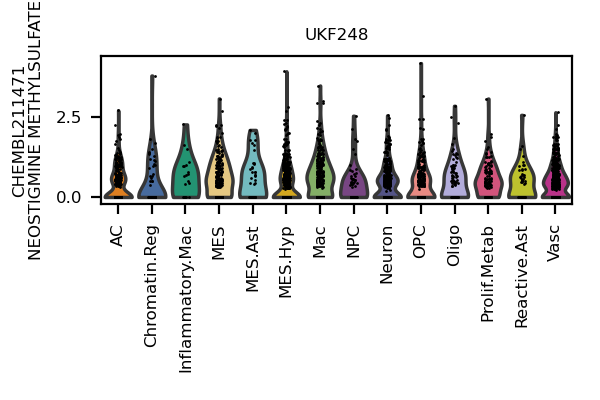 UKF248
CHEMBL211471
NEOSTIGMINE METHYLSULFATE
2.5
0.0
AC
Chromatin.Reg
Inflammatory.Mac
MES
MES.Ast
MES.Hyp
Mac
NPC
Neuron
OPC
Oligo
Prolif.Metab
Reactive.Ast
Vasc